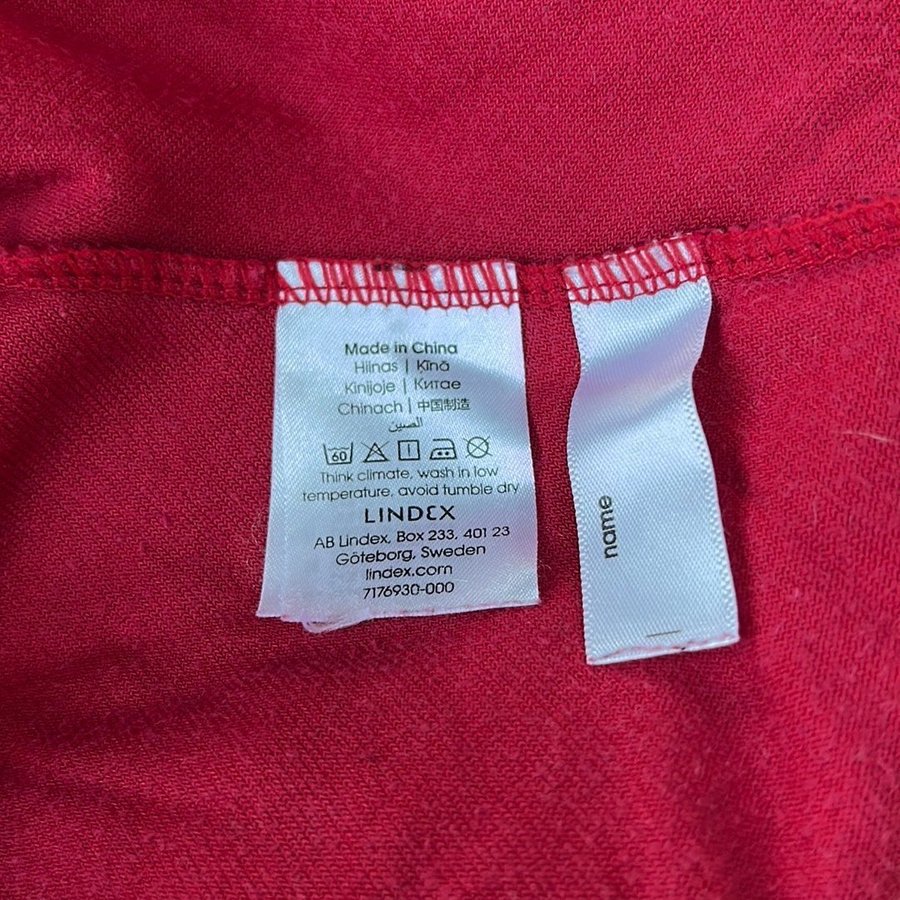 Made in China
Hiinas | Ķīnā
Kinijoje | Китае
Chinach | 中国制造
الصين
60
Think climate, wash in low
temperature, avoid tumble dry
LINDEX
AB Lindex, Box 233, 401 23
Göteborg, Sweden
lindex.com
7176930-000
name